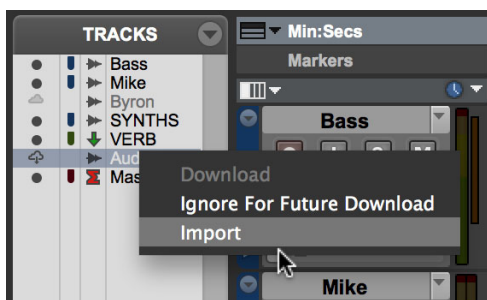 TRACKS
Min:Secs
Markers
Bass
Mike
Byron
SYNTHS
VERB
Aud
Mas
Bass
Download
Ignore For Future Download
Import
Mike